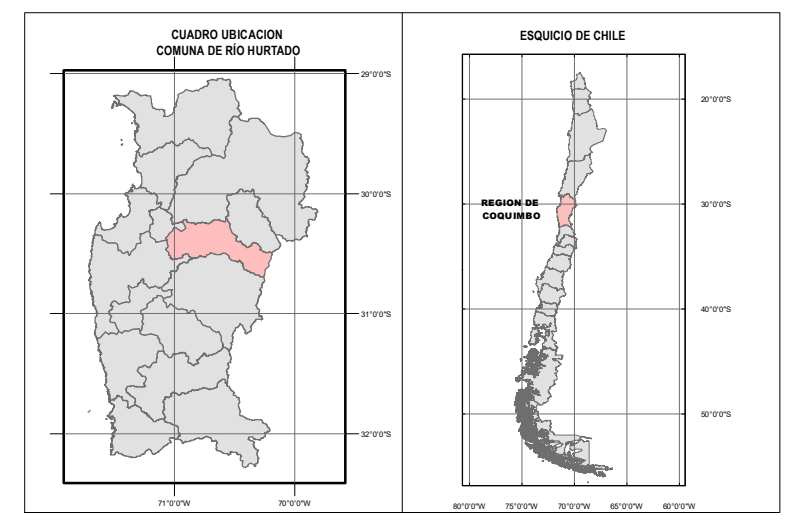 CUADRO UBICACION
COMUNA DE RÍO HURTADO
29°0'0"S
30°0'0"S
31°0'0"S
32°0'0"S
71°0'0"W
70°0'0"W
ESQUICIO DE CHILE
20°0'0"S
30°0'0"S
40°0'0"S
50°0'0"S
REGION DE
COQUIMBO
80°0'0"W
75°0'0"W
70°0'0"W
65°0'0"W
60°0'0"W